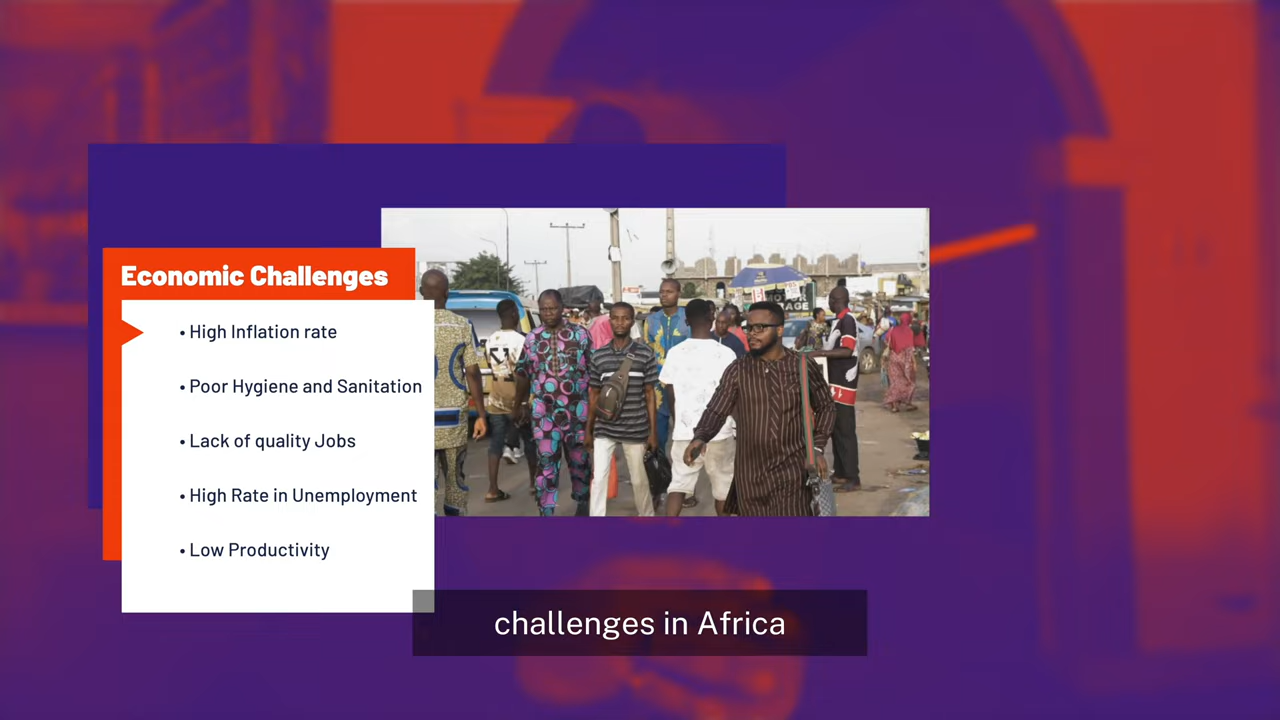 Economic Challenges
• High Inflation rate
• Poor Hygiene and Sanitation
• Lack of quality Jobs
• High Rate in Unemployment
• Low Productivity
MOTOR
challenges in Africa